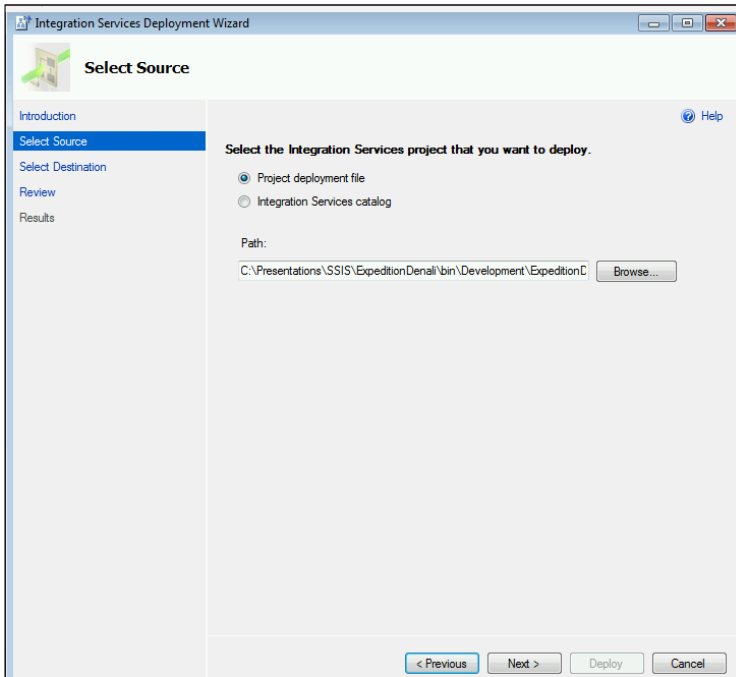 Integration Services Deployment Wizard
Select Source
Introduction
Help
Select Source
Select the Integration Services project that you want to deploy.
Select Destination
Project deployment file
Review
Integration Services catalog
Results
Path:
C:\Presentations\SSIS\ExpeditionDenali\bin\Development\ExpeditionD
Browse...
< Previous
Next >
Deploy
Cancel